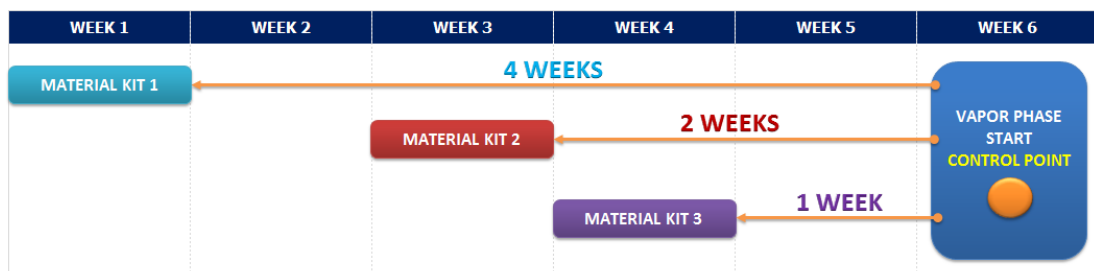 WEEK 1 WEEK 2 WEEK 3 WEEK 4 WEEK 5 WEEK 6
4 WEEKS
MATERIAL KIT 1
VAPOR PHASE
START
CONTROL POINT
2 WEEKS
MATERIAL KIT 2
1 WEEK
MATERIAL KIT 3